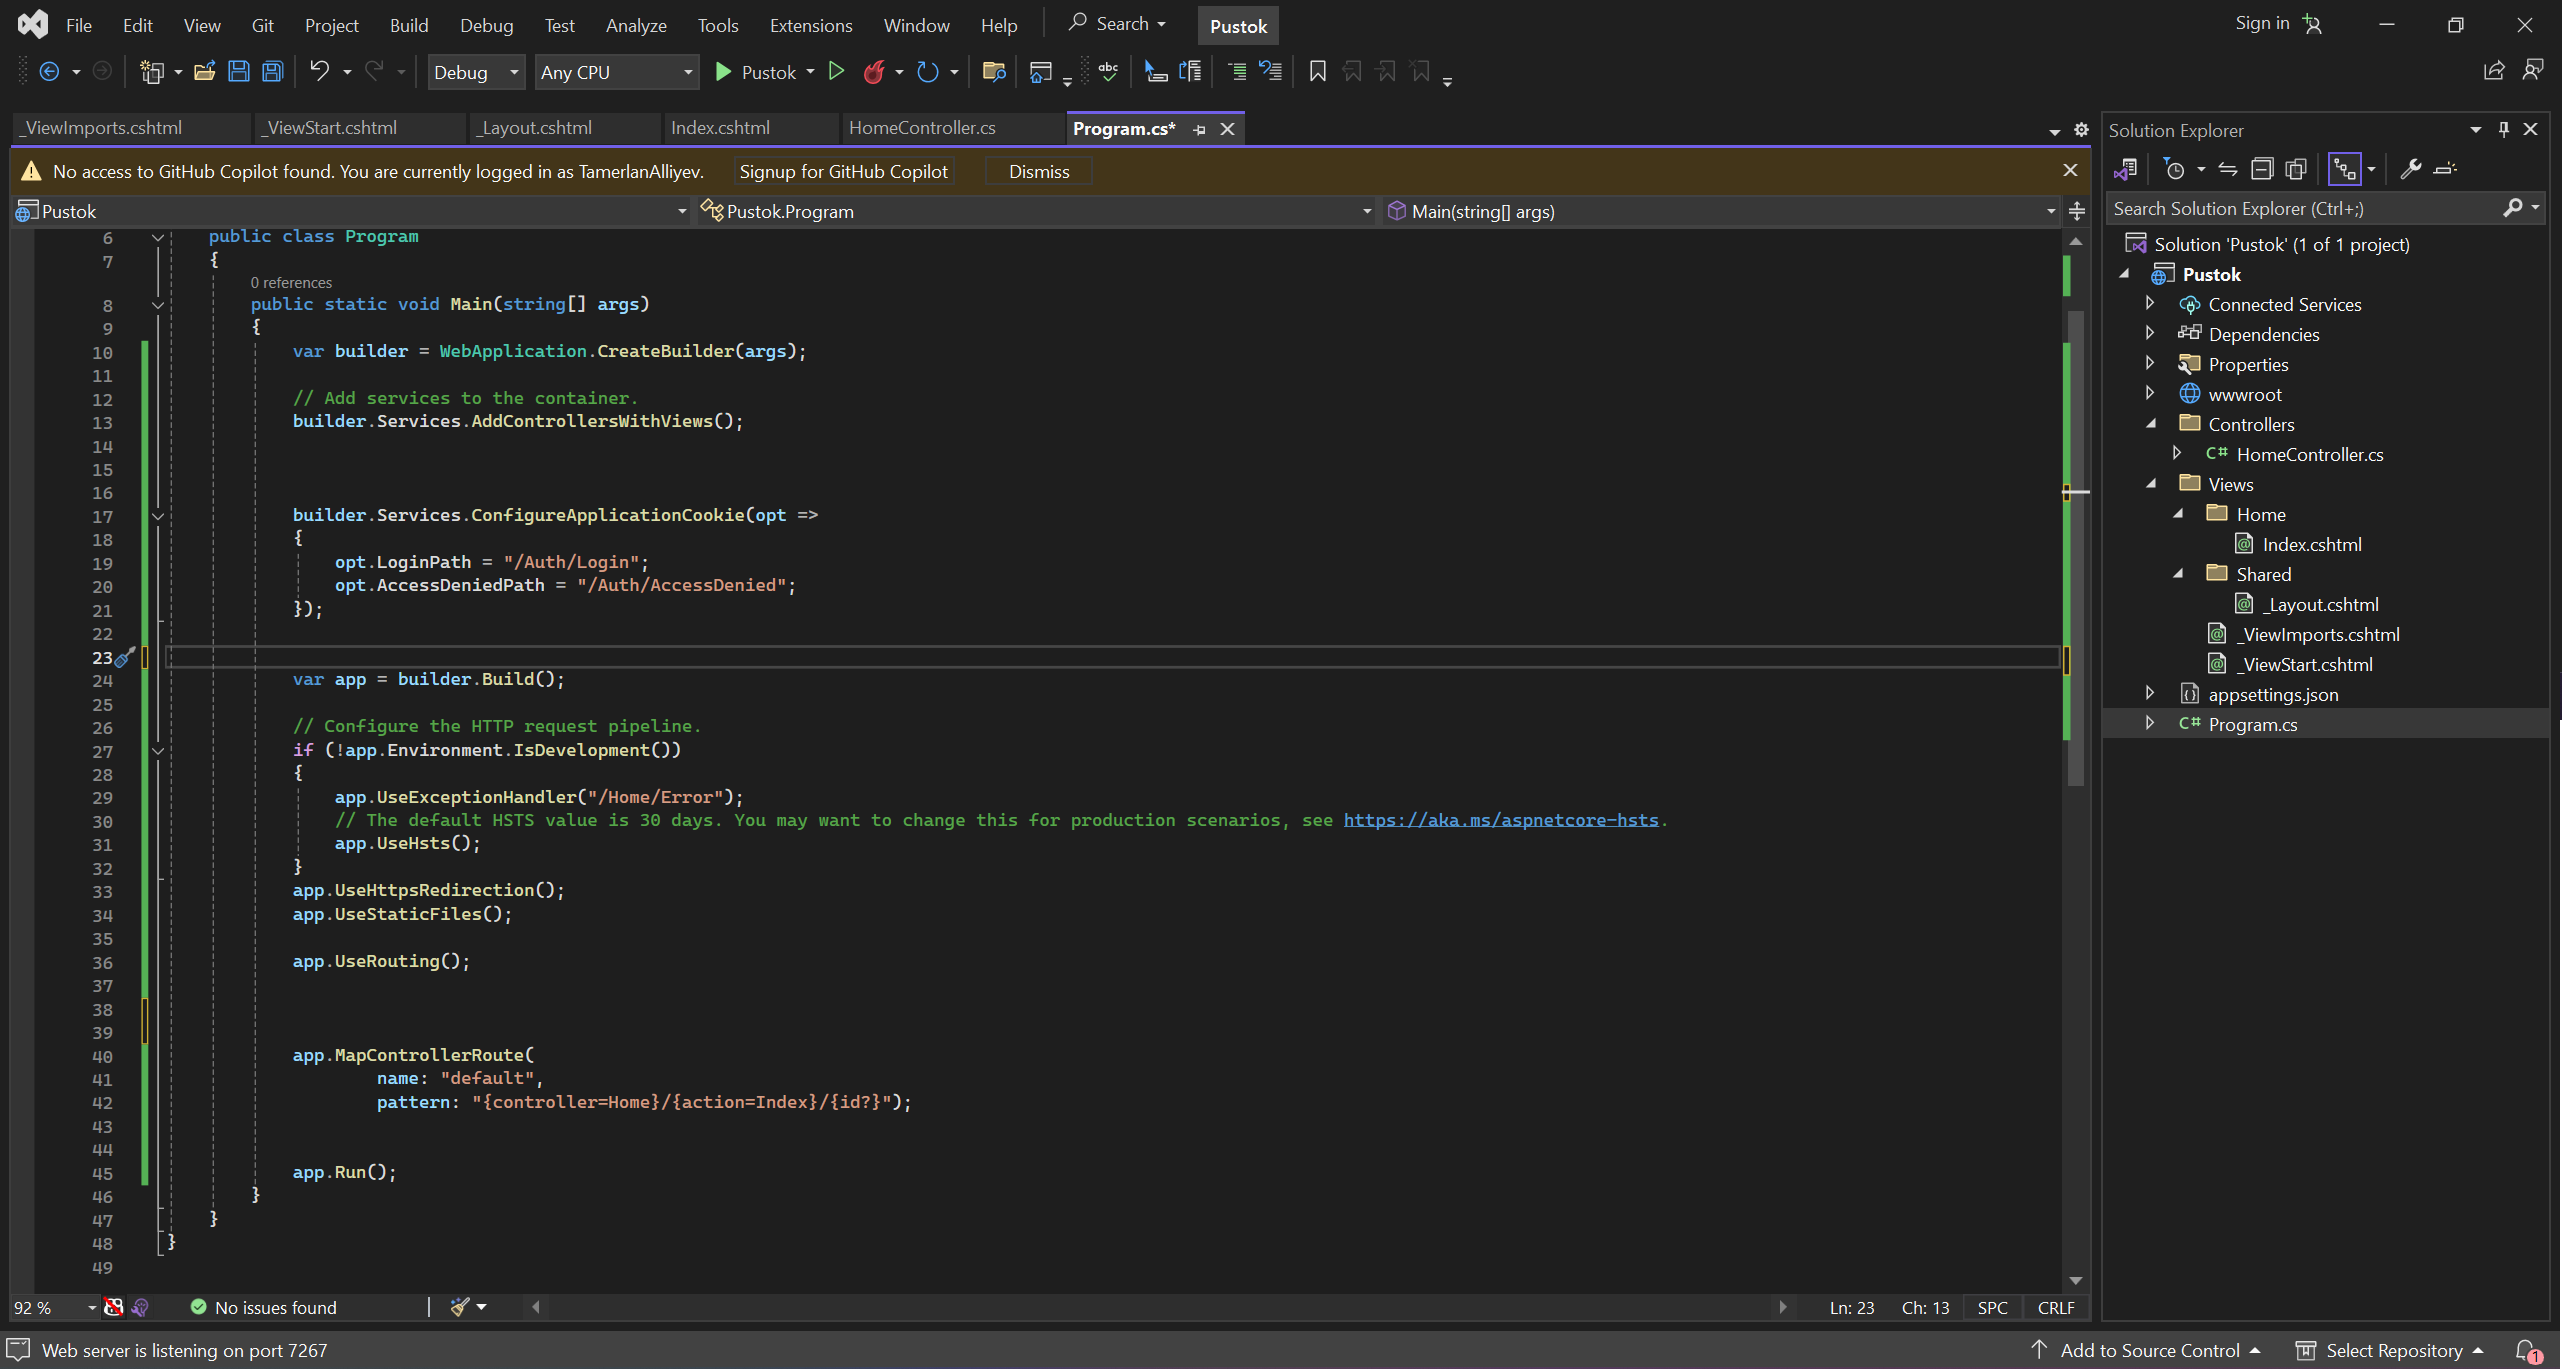 File Edit View Git Project Build Debug Test Analyze Tools Extensions Window Help Search Pustok Sign in
Debug Any CPU Pustok
_ViewImports.cshtml _ViewStart.cshtml _Layout.cshtml Index.cshtml HomeController.cs Program.cs*
No access to GitHub Copilot found. You are currently logged in as TamerlanAlliyev. Signup for GitHub Copilot Dismiss
Pustok Pustok.Program Main(string[] args)
6 public class Program
7 {
0 references
8 public static void Main(string[] args)
9 {
10 var builder = WebApplication.CreateBuilder(args);
11
12 // Add services to the container.
13 builder.Services.AddControllersWithViews();
14
15
16
17 builder.Services.ConfigureApplicationCookie(opt =>
18 {
19 opt.LoginPath = "/Auth/Login";
20 opt.AccessDeniedPath = "/Auth/AccessDenied";
21 });
22
23
24 var app = builder.Build();
25
26 // Configure the HTTP request pipeline.
27 if (!app.Environment.IsDevelopment())
28 {
29 app.UseExceptionHandler("/Home/Error");
30 // The default HSTS value is 30 days. You may want to change this for production scenarios, see https://aka.ms/aspnetcore-hsts.
31 app.UseHsts();
32 }
33 app.UseHttpsRedirection();
34 app.UseStaticFiles();
35
36 app.UseRouting();
37
38
39
40 app.MapControllerRoute(
41 name: "default",
42 pattern: "{controller=Home}/{action=Index}/{id?}");
43
44
45 app.Run();
46 }
47 }
48 }
49
92 % No issues found Ln: 23 Ch: 13 SPC CRLF
Solution Explorer
Search Solution Explorer (Ctrl+;)
Solution 'Pustok' (1 of 1 project)
Pustok
Connected Services
Dependencies
Properties
wwwroot
Controllers
C# HomeController.cs
Views
Home
Index.cshtml
Shared
_Layout.cshtml
_ViewImports.cshtml
_ViewStart.cshtml
appsettings.json
C# Program.cs
Web server is listening on port 7267 Add to Source Control Select Repository 1